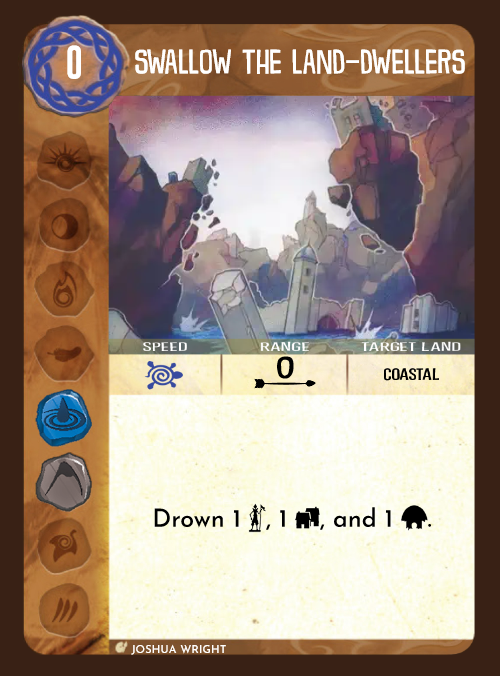 0 SWALLOW THE LAND-DWELLERS
SPEED RANGE TARGET LAND
0 COASTAL
Drown 1 , 1 , and 1 .
JOSHUA WRIGHT